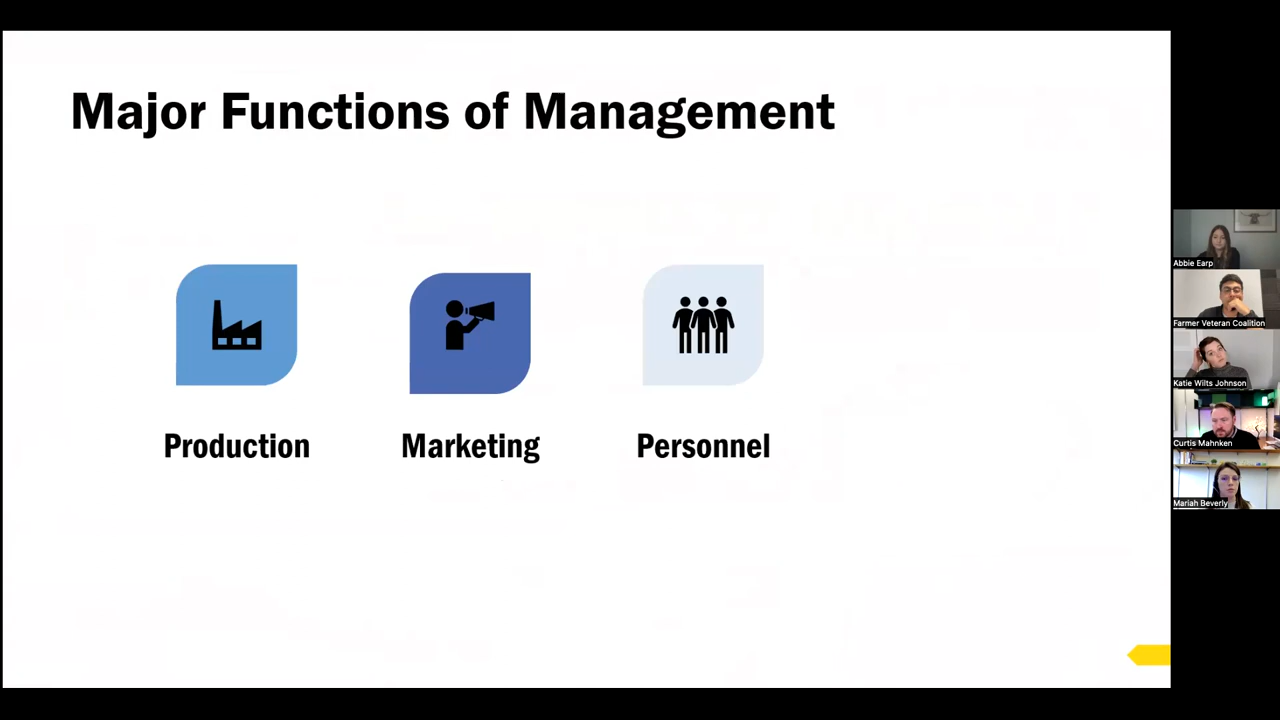 Major Functions of Management
Production
Marketing
Personnel
Abbie Earp
Farmer Veteran Coalition
Katie Wilts Johnson
Curtis Mahnken
Mariah Beverly